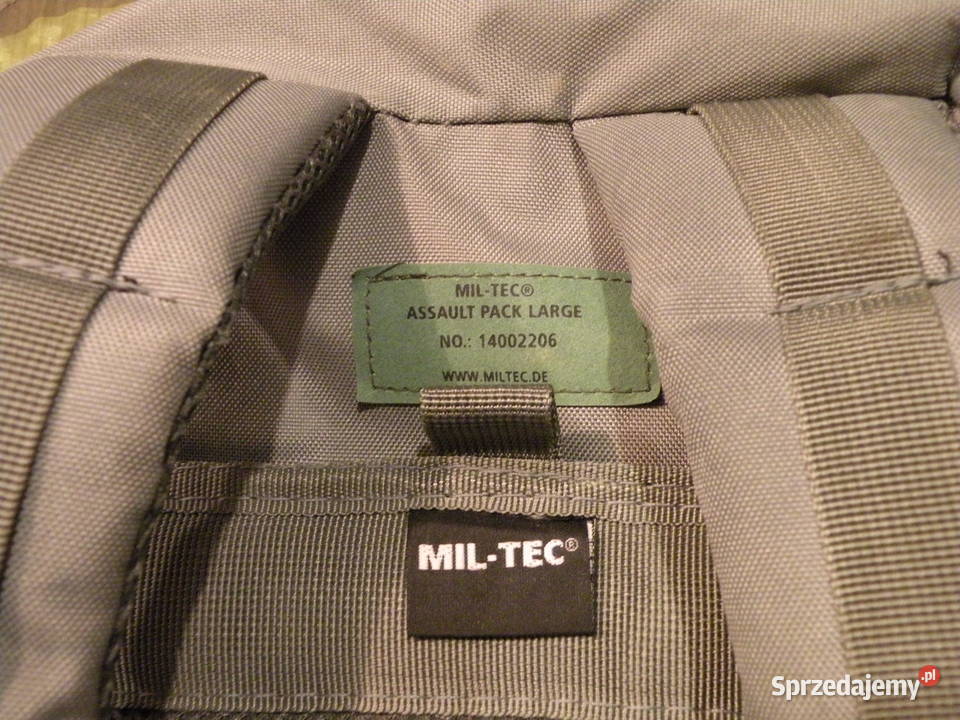 MIL-TEC®
ASSAULT PACK LARGE
NO.: 14002206
WWW.MILTEC.DE
MIL-TEC®
Sprzedajemy.pl